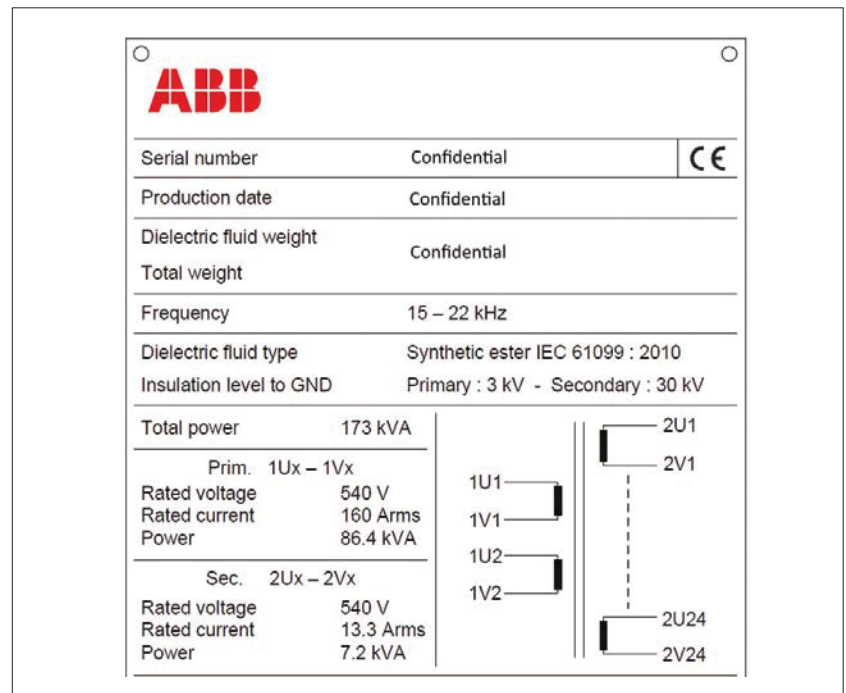 ABB
Serial number Confidential CE
Production date Confidential
Dielectric fluid weight
Confidential
Total weight
Frequency 15 – 22 kHz
Dielectric fluid type Synthetic ester IEC 61099 : 2010
Insulation level to GND Primary : 3 kV - Secondary : 30 kV
Total power 173 kVA
Prim. 1Ux – 1Vx
Rated voltage 540 V
Rated current 160 Arms
Power 86.4 kVA
Sec. 2Ux – 2Vx
Rated voltage 540 V
Rated current 13.3 Arms
Power 7.2 kVA
1U1
1V1
1U2
1V2
2U1
2V1
2U24
2V24